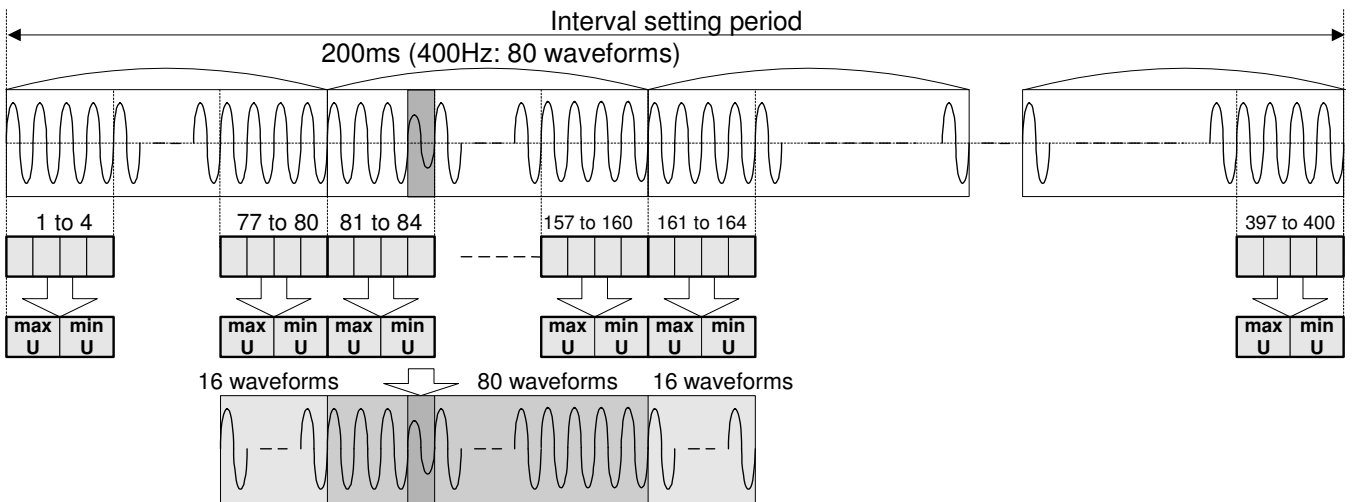 Interval setting period
200ms (400Hz: 80 waveforms)
1 to 4 77 to 80 81 to 84 157 to 160 161 to 164 397 to 400
max min max min max min max min max min max min
U U U U U U U U U U U U
16 waveforms 80 waveforms 16 waveforms